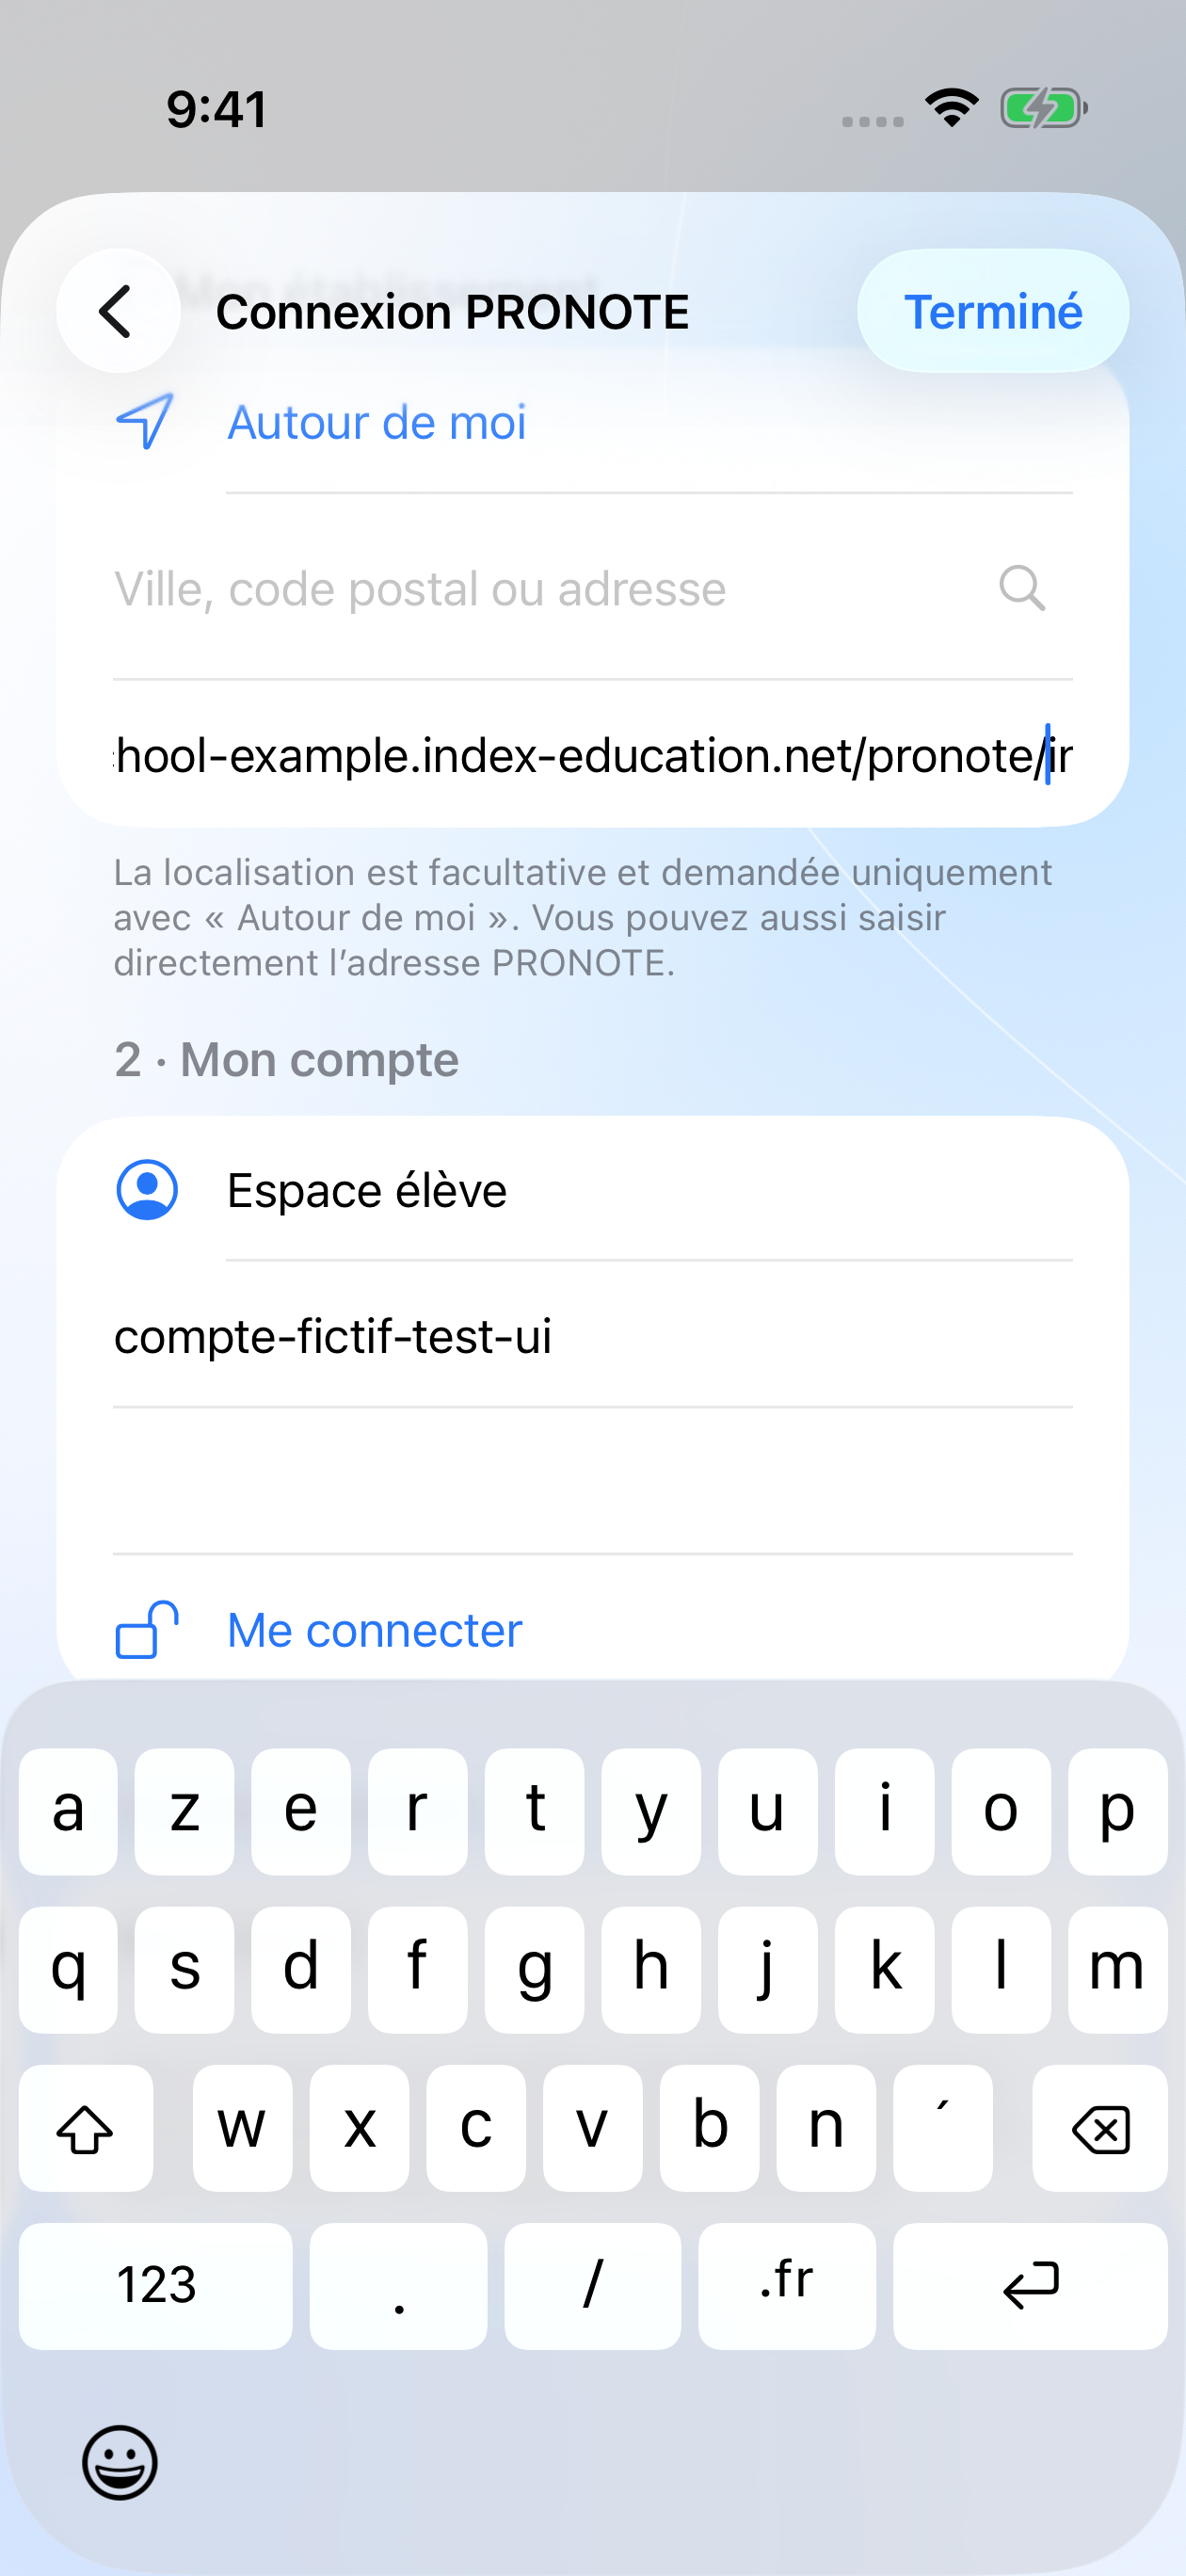 9:41
Mon établissement
Connexion PRONOTE
Terminé
Autour de moi
Ville, code postal ou adresse
hool-example.index-education.net/pronote/
La localisation est facultative et demandée uniquement
avec « Autour de moi ». Vous pouvez aussi saisir
directement l’adresse PRONOTE.
2 · Mon compte
Espace élève
compte-fictif-test-ui
Me connecter
a z e r t y u i o p
q s d f g h j k l m
w x c v b n ´
123 . / .fr